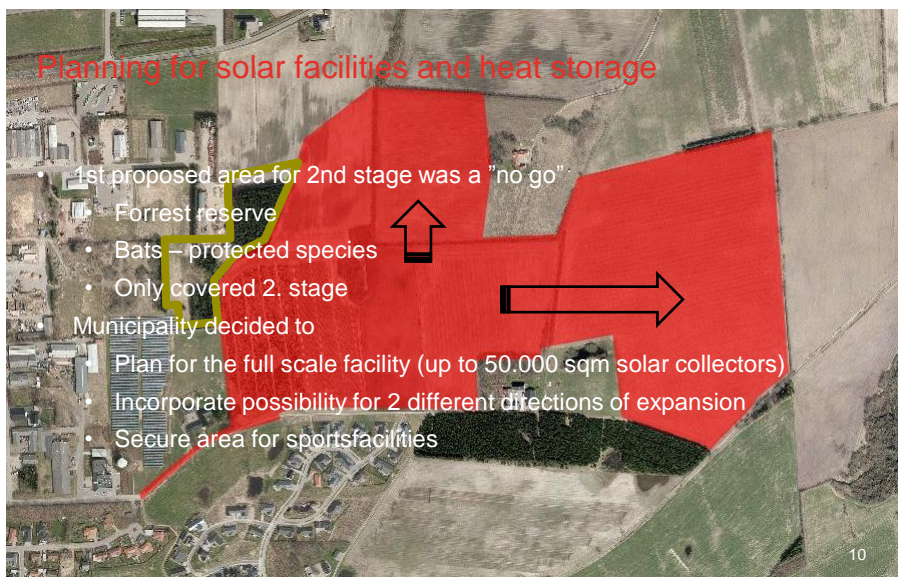 Planning for solar facilities and heat storage
• 1st proposed area for 2nd stage was a ”no go”
• Forrest reserve
• Bats – protected species
• Only covered 2. stage
• Municipality decided to
• Plan for the full scale facility (up to 50.000 sqm solar collectors)
• Incorporate possibility for 2 different directions of expansion
• Secure area for sportsfacilities
10